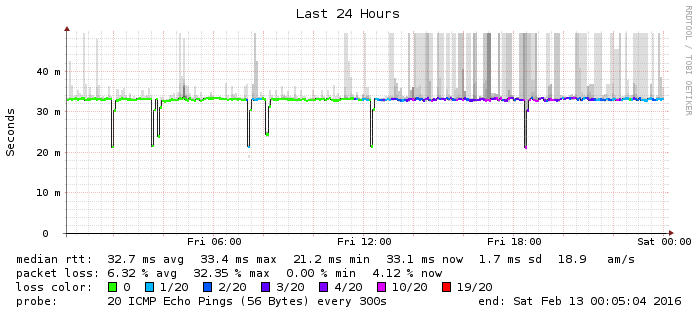 Last 24 Hours
RRDTOOL / TOBI OETIKER
Seconds
40 m
30 m
20 m
10 m
0
Fri 06:00 Fri 12:00 Fri 18:00 Sat 00:00
median rtt: 32.7 ms avg 33.4 ms max 21.2 ms min 33.1 ms now 1.7 ms sd 18.9 am/s
packet loss: 6.32 % avg 32.35 % max 0.00 % min 4.12 % now
loss color: 0 1/20 2/20 3/20 4/20 10/20 19/20
probe: 20 ICMP Echo Pings (56 Bytes) every 300s end: Sat Feb 13 00:05:04 2016